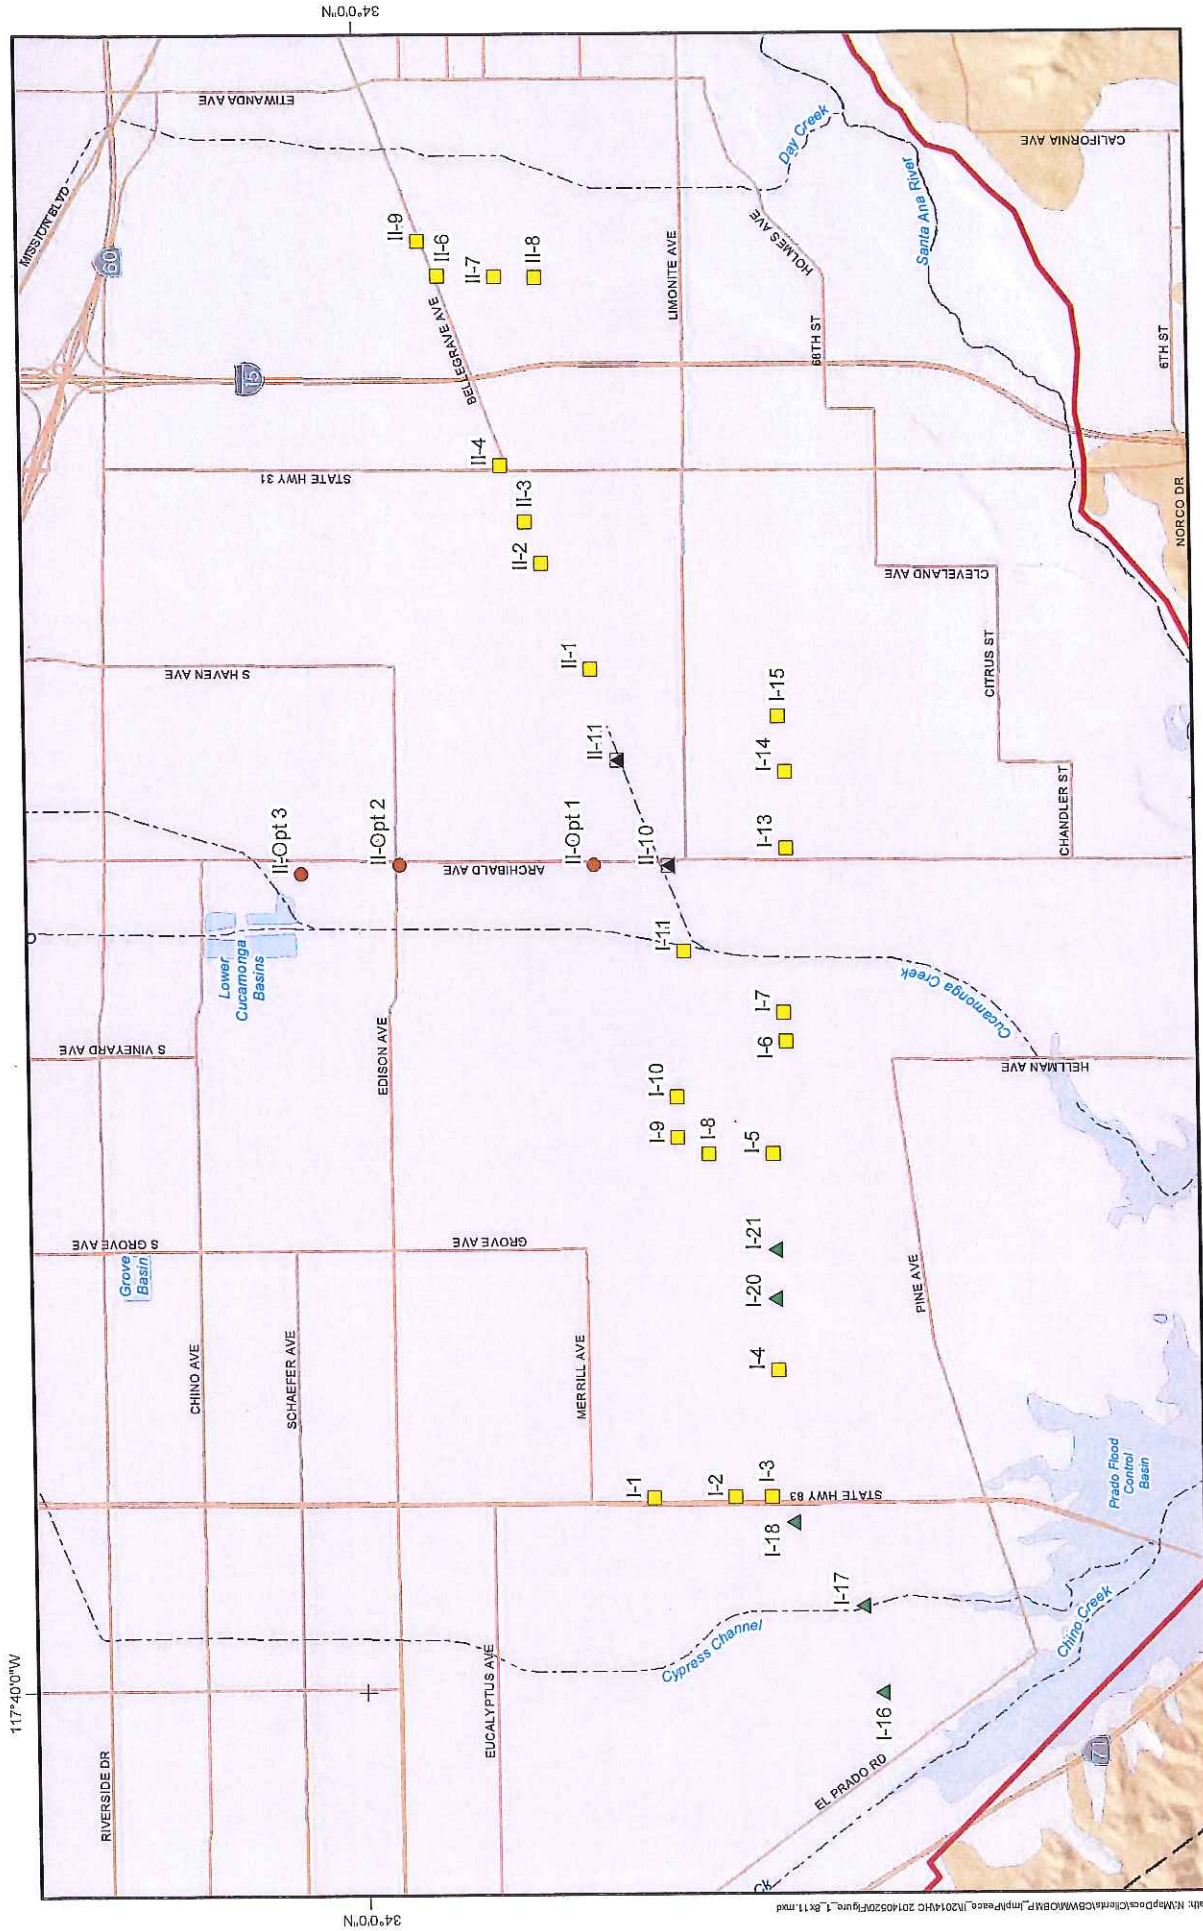 117°40'0"W
34°0'0"N
34°0'0"N
RIVERSIDE DR
CHINO AVE
SCHAEFER AVE
EDISON AVE
EUCALYPTUS AVE
MERRILL AVE
S GROVE AVE
GROVE AVE
Grove
Basin
S VINEYARD AVE
Lower
Cucamonga
Basins
ARCHIBALD AVE
S HAVEN AVE
STATE HWY 31
15
60
MISSION BLVD
ETIWANDA AVE
BELLEGRAVE AVE
LIMONITE AVE
HOLMES AVE
68TH ST
Day Creek
Santa Ana River
CALIFORNIA AVE
6TH ST
NORCO DR
CLEVELAND AVE
CITRUS ST
CHANDLER ST
HELLMAN AVE
Cucamonga Creek
PINE AVE
STATE HWY 83
Prado Flood
Control
Basin
Chino Creek
Cypress Channel
EL PRADO RD
71
Ck
II-Opt 3
II-Opt 2
II-Opt 1
II-9
II-6
II-7
II-8
II-4
II-3
II-2
II-1
II-11
II-10
I-11
I-15
I-14
I-13
I-7
I-6
I-10
I-9
I-8
I-5
I-21
I-20
I-4
I-1
I-2
I-3
I-18
I-17
I-16